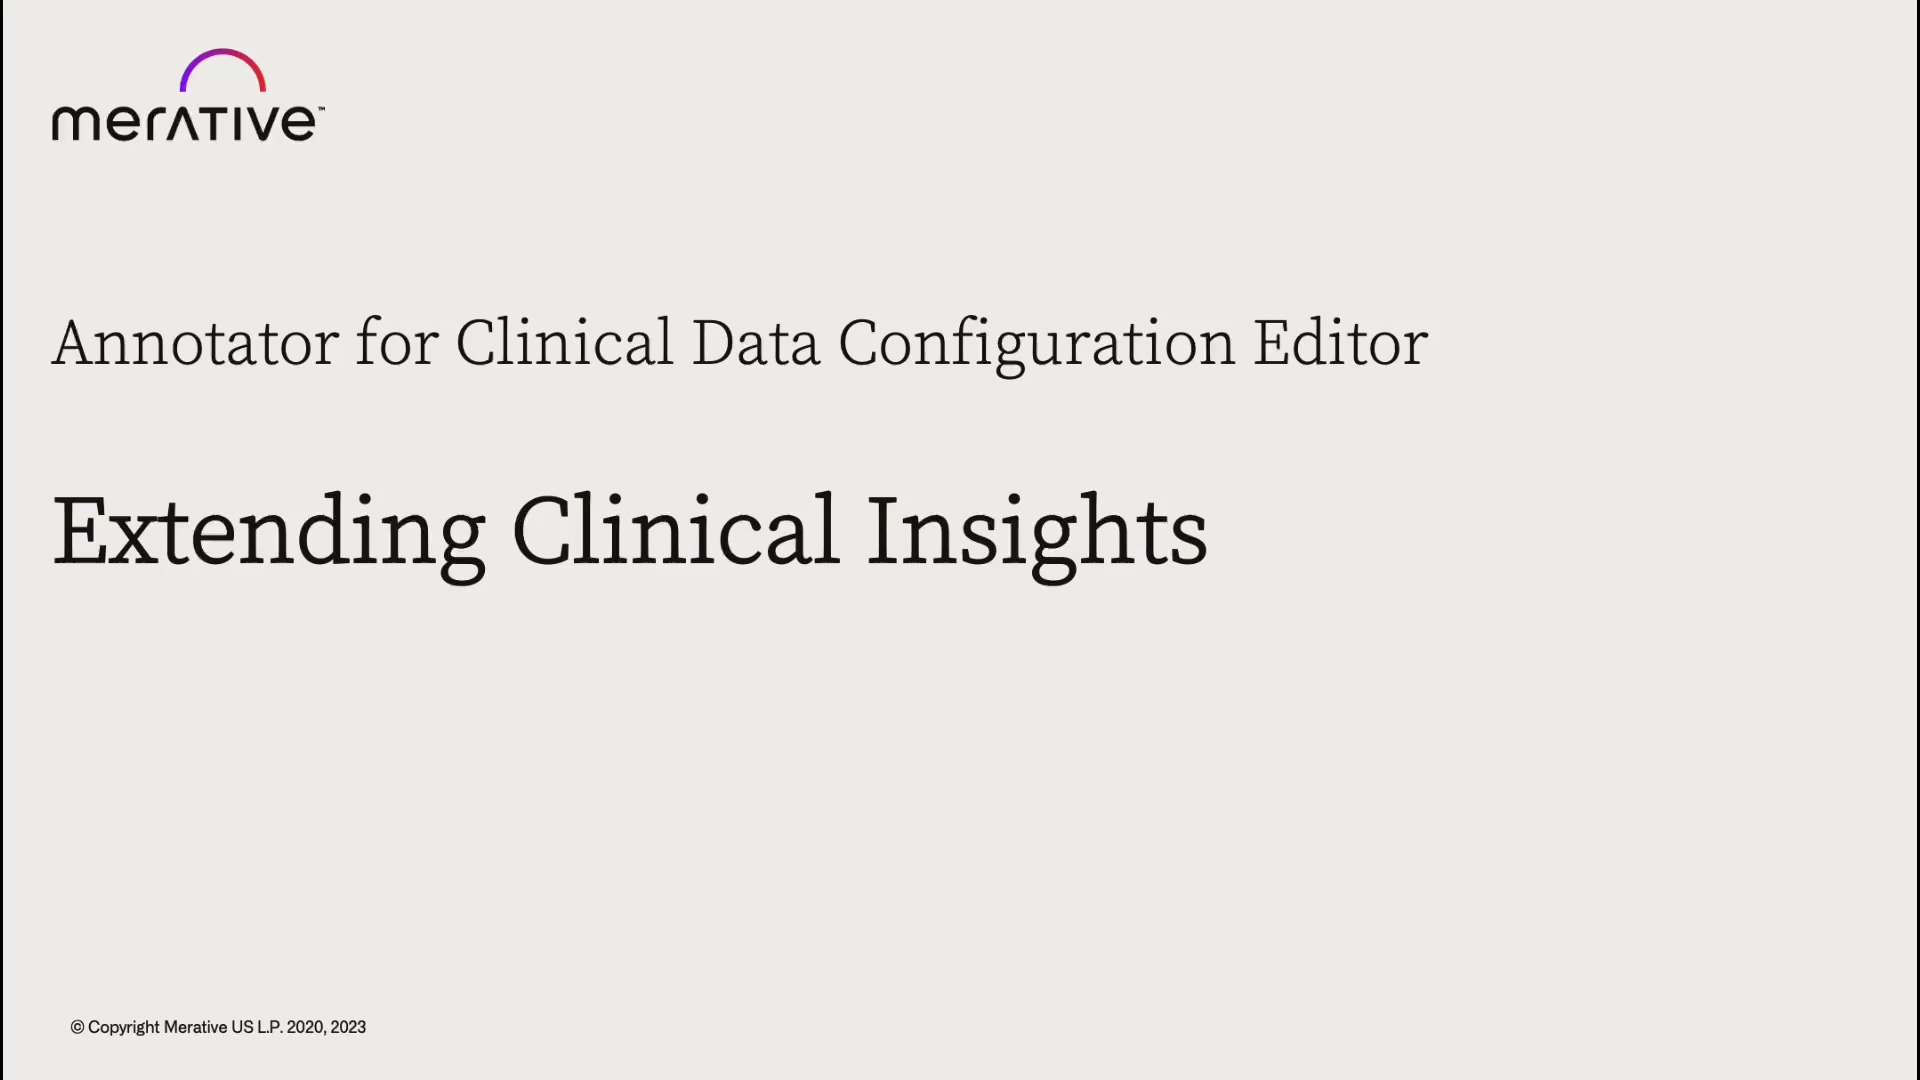 merative™
Annotator for Clinical Data Configuration Editor
Extending Clinical Insights
© Copyright Merative US L.P. 2020, 2023